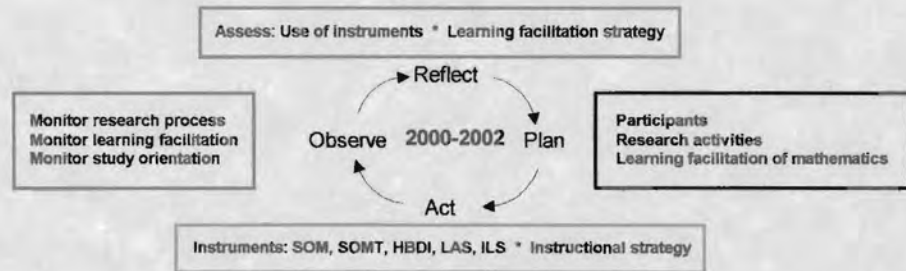 Assess: Use of instruments * Learning facilitation strategy
Reflect
Monitor research process
Monitor learning facilitation
Monitor study orientation
Observe 2000-2002 Plan
Participants
Research activities
Learning facilitation of mathematics
Act
Instruments: SOM, SOMT, HBDI, LAS, ILS * Instructional strategy